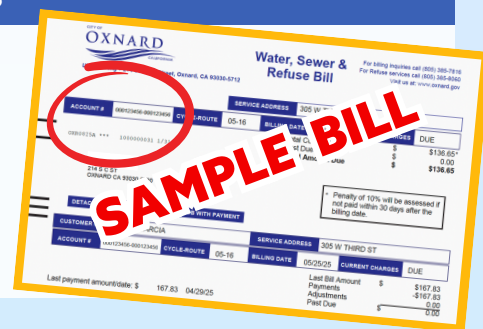 CITY OF
OXNARD
CALIFORNIA
Street, Oxnard, CA 93030-5712
Water, Sewer &
Refuse Bill
For billing inquiries call (805) 385-7816
For Refuse services call (805) 385-8060
Visit us at: www.oxnard.gov
ACCOUNT # 000123456-000123456 CYCLE-ROUTE 05-16
SERVICE ADDRESS 305 W
BILLING DATE
CHARGES DUE
$ $136.65*
$ 0.00
Amount Due $ $136.65
214 S C ST
OXNARD CA 93030
SAMPLE BILL
* Penalty of 10% will be assessed if
not paid within 30 days after the
billing date.
WITH PAYMENT
CUSTOMER
SERVICE ADDRESS 305 W THIRD ST
ACCOUNT # 000123456-000123456 CYCLE-ROUTE 05-16 BILLING DATE 05/25/25 CURRENT CHARGES DUE
Last payment amount/date: $ 167.83 04/29/25
Last Bill Amount $ $167.83
Payments -$167.83
Adjustments 0.00
Past Due $ 0.00